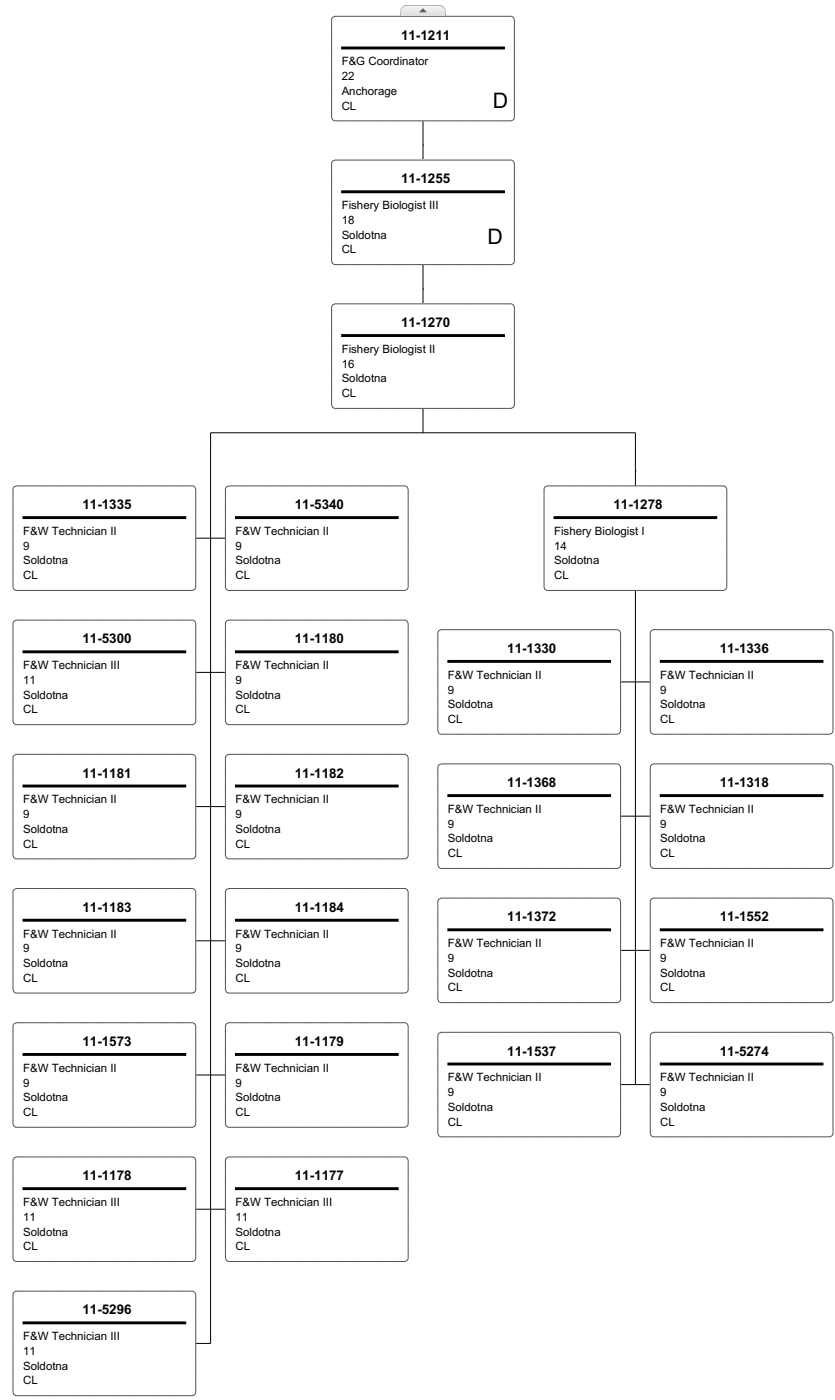 11-1211
F&G Coordinator
22
Anchorage
CL
D
11-1255
Fishery Biologist III
18
Soldotna
CL
D
11-1270
Fishery Biologist II
16
Soldotna
CL
11-1335
F&W Technician II
9
Soldotna
CL
11-5340
F&W Technician II
9
Soldotna
CL
11-5300
F&W Technician III
11
Soldotna
CL
11-1180
F&W Technician II
9
Soldotna
CL
11-1181
F&W Technician II
9
Soldotna
CL
11-1182
F&W Technician II
9
Soldotna
CL
11-1183
F&W Technician II
9
Soldotna
CL
11-1184
F&W Technician II
9
Soldotna
CL
11-1573
F&W Technician II
9
Soldotna
CL
11-1179
F&W Technician II
9
Soldotna
CL
11-1178
F&W Technician III
11
Soldotna
CL
11-1177
F&W Technician III
11
Soldotna
CL
11-5296
F&W Technician III
11
Soldotna
CL
11-1278
Fishery Biologist I
14
Soldotna
CL
11-1330
F&W Technician II
9
Soldotna
CL
11-1336
F&W Technician II
9
Soldotna
CL
11-1368
F&W Technician II
9
Soldotna
CL
11-1318
F&W Technician II
9
Soldotna
CL
11-1372
F&W Technician II
9
Soldotna
CL
11-1552
F&W Technician II
9
Soldotna
CL
11-1537
F&W Technician II
9
Soldotna
CL
11-5274
F&W Technician II
9
Soldotna
CL